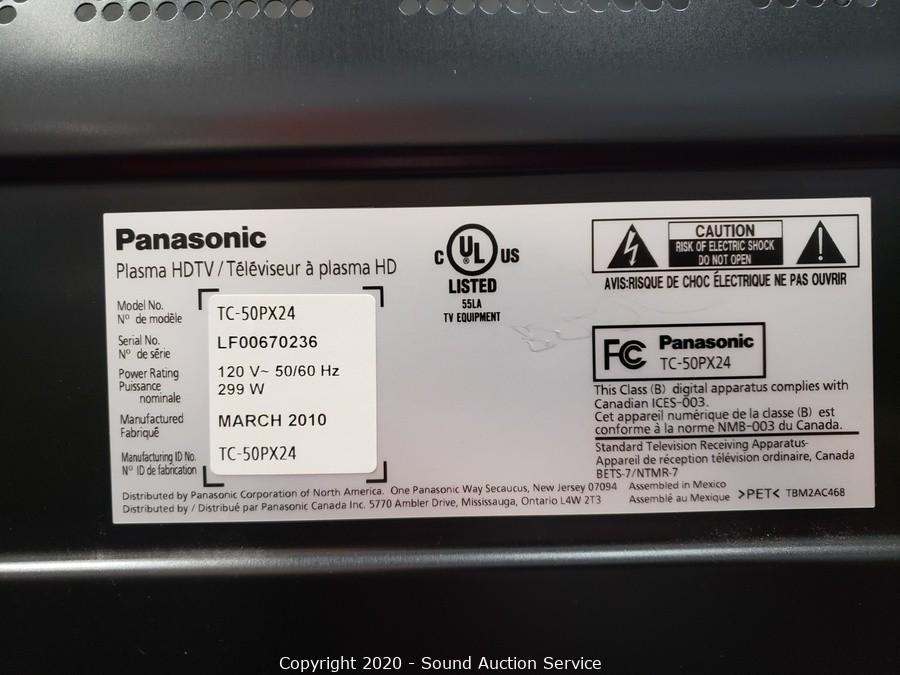 Panasonic
Plasma HDTV / Téléviseur à plasma HD
Model No.
Nº de modèle
TC-50PX24
Serial No.
Nº de série
LF00670236
Power Rating
Puissance
nominale
120 V~ 50/60 Hz
299 W
Manufactured
Fabriqué
MARCH 2010
Manufacturing ID No.
Nº ID de fabrication
TC-50PX24
C UL ® US
LISTED
55LA
TV EQUIPMENT
CAUTION
RISK OF ELECTRIC SHOCK
DO NOT OPEN
AVIS:RISQUE DE CHOC ÉLECTRIQUE NE PAS OUVRIR
FC Panasonic
TC-50PX24
This Class (B) digital apparatus complies with
Canadian ICES-003.
Cet appareil numérique de la classe (B) est
conforme à la norme NMB-003 du Canada.
Standard Television Receiving Apparatus-
Appareil de réception télévision ordinaire, Canada
BETS-7/NTMR-7
Distributed by Panasonic Corporation of North America. One Panasonic Way Secaucus, New Jersey 07094
Distributed by / Distribué par Panasonic Canada Inc. 5770 Ambler Drive, Mississauga, Ontario L4W 2T3
Assembled in Mexico
Assemblé au Mexique
>PET< TBM2AC468
Copyright 2020 - Sound Auction Service